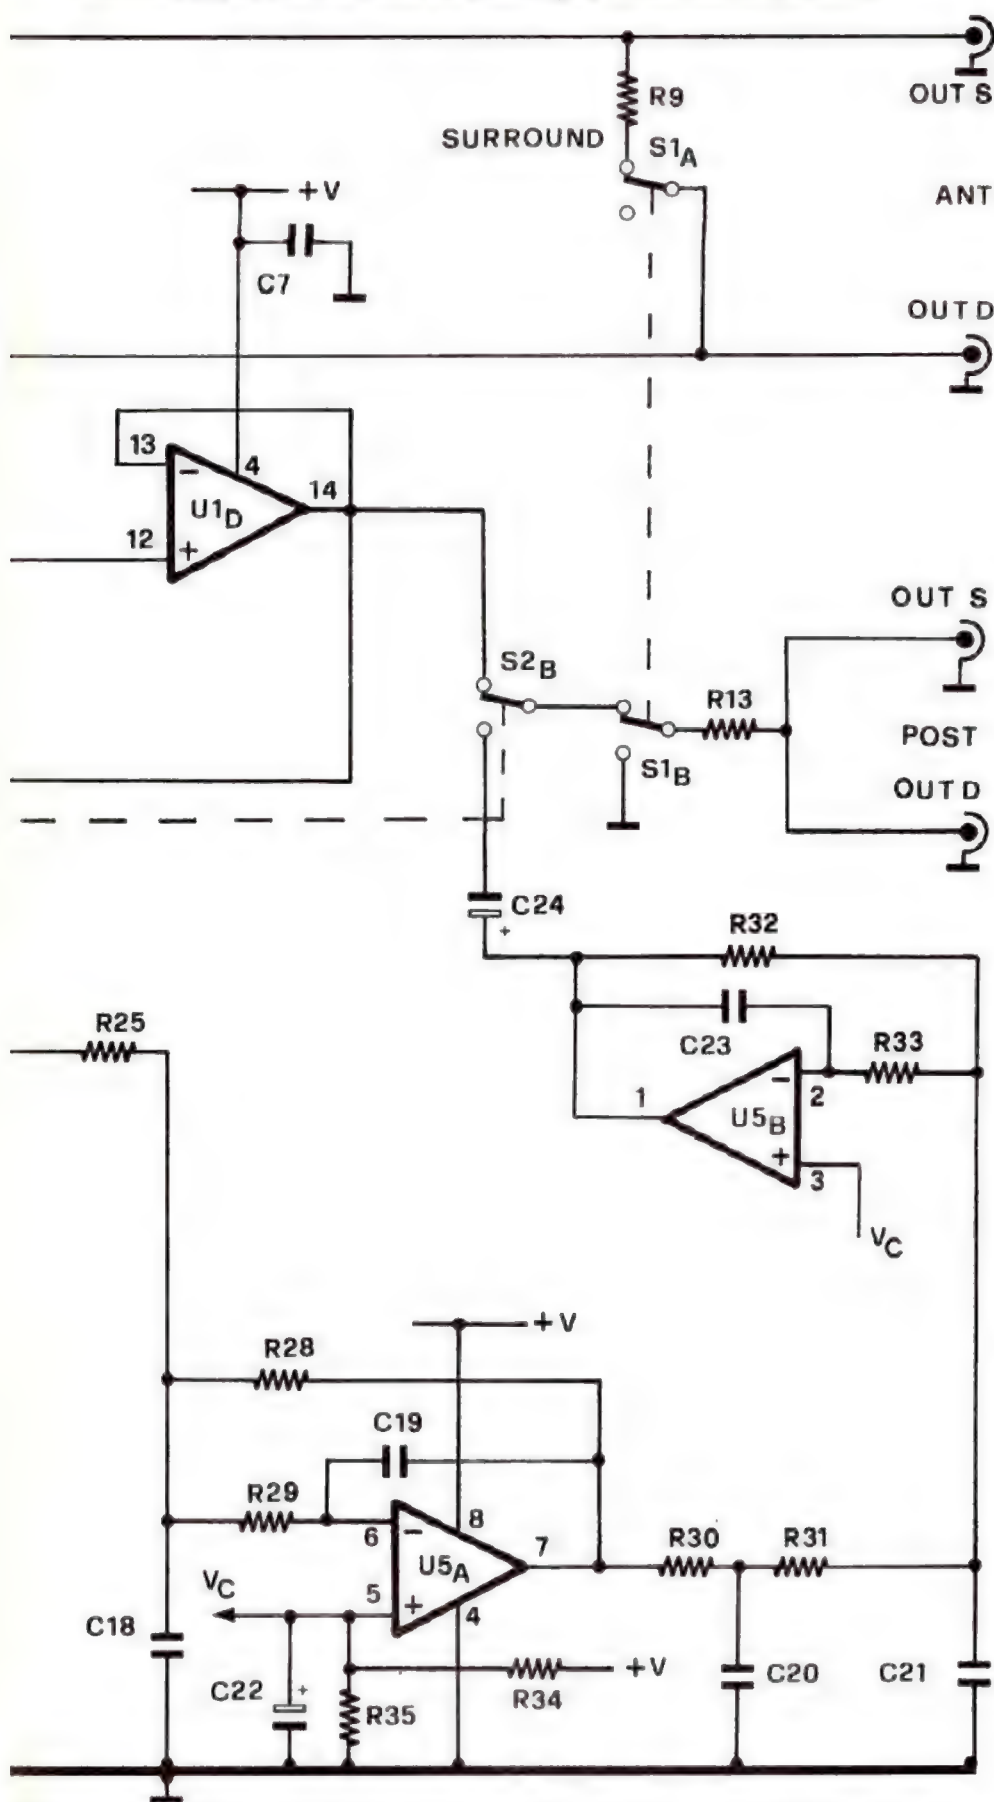 OUT S
R9
SURROUND
S1A
ANT
+V
C7
OUT D
13
4
14
U1D
12
−
+
OUT S
S2B
R13
POST
S1B
OUT D
C24
+
R32
R25
C23
R33
1
−
2
U5B
+
3
VC
+V
R28
C19
R29
8
6
−
7
R30
R31
U5A
VC
5
+
4
C18
+V
C20
C21
C22
+
R35
R34